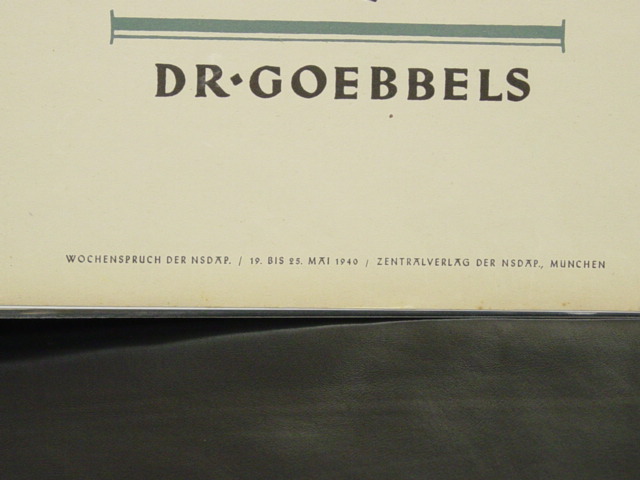 DR·GOEBBELS
WOCHENSPRUCH DER NSDAP. / 19. BIS 25. MAI 1940 / ZENTRALVERLAG DER NSDAP., MÜNCHEN